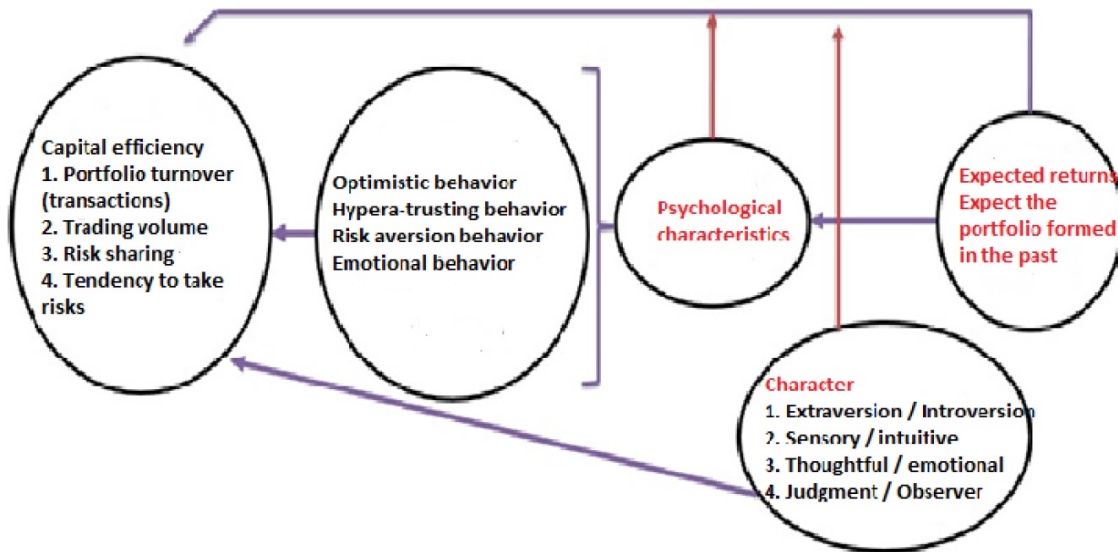 Capital efficiency
1. Portfolio turnover
(transactions)
2. Trading volume
3. Risk sharing
4. Tendency to take
risks
Optimistic behavior
Hypera-trusting behavior
Risk aversion behavior
Emotional behavior
Psychological
characteristics
Expected returns
Expect the
portfolio formed
in the past
Character
1. Extraversion / Introversion
2. Sensory / intuitive
3. Thoughtful / emotional
4. Judgment / Observer